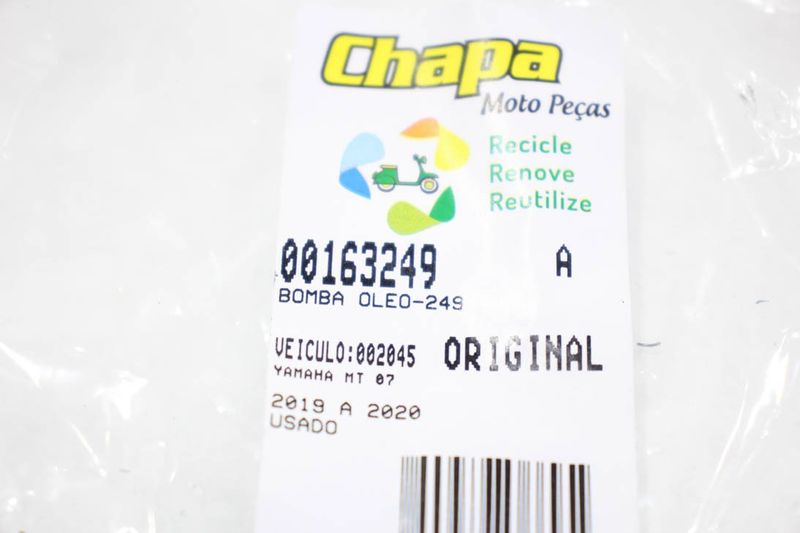 Chapa
Moto Peças
Recicle
Renove
Reutilize
00163249 A
BOMBA OLEO-249
VEICULO:002045 ORIGINAL
YAMAHA MT 07
2019 A 2020
USADO